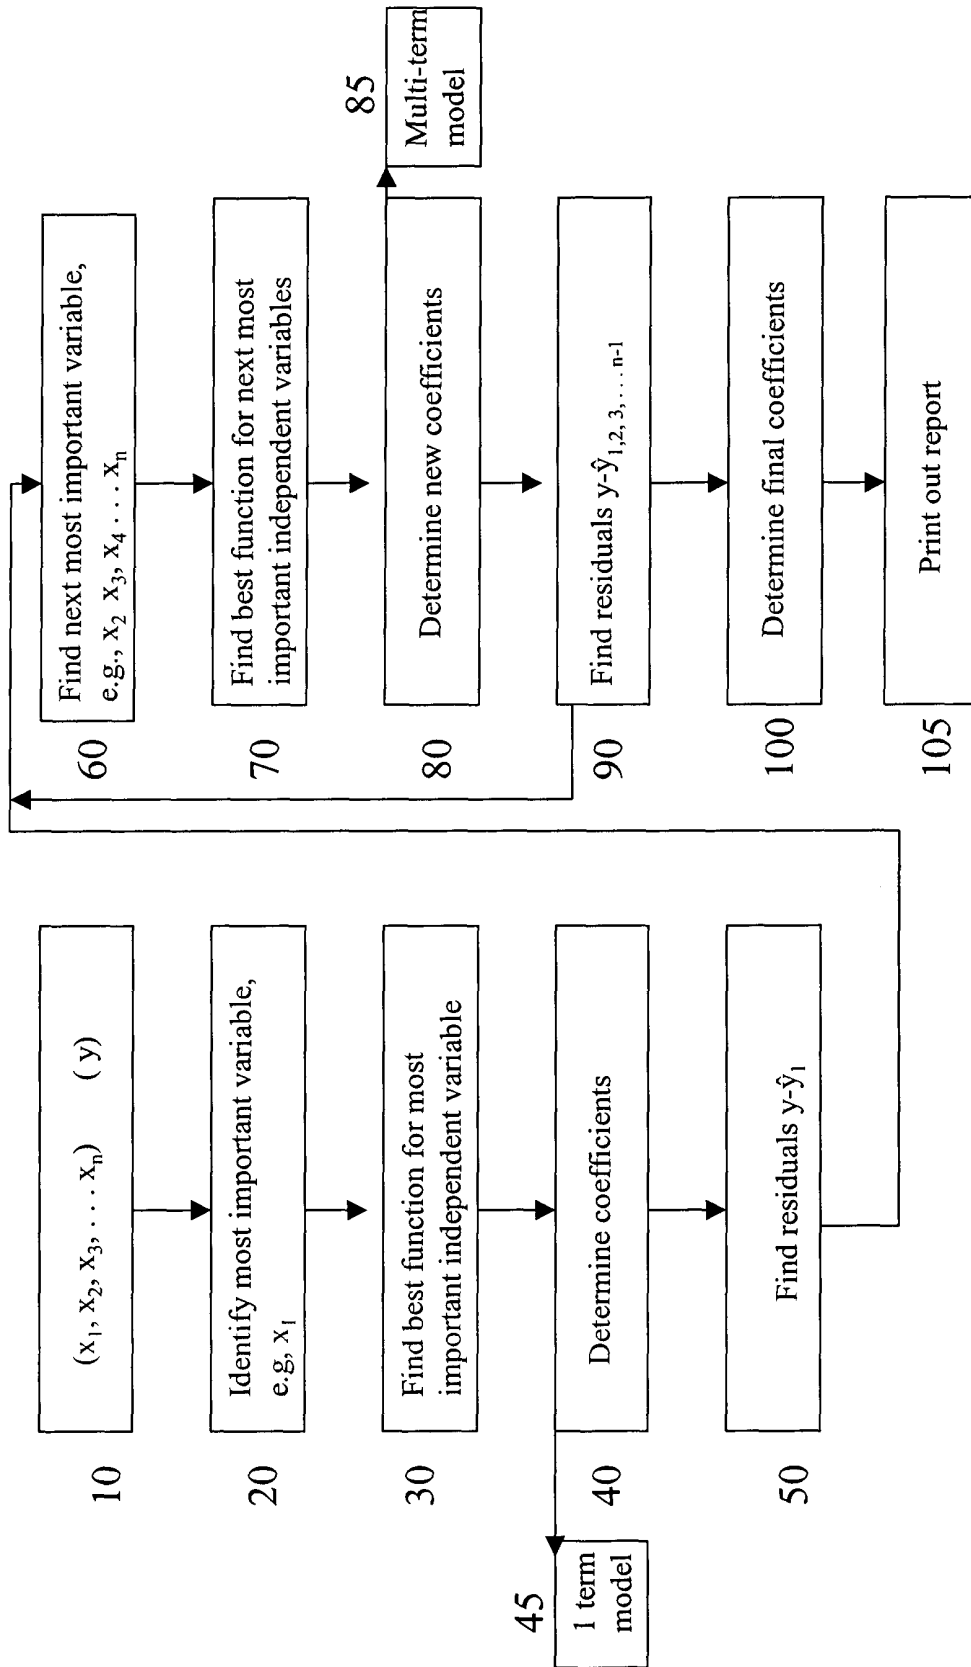 10
(x₁, x₂, x₃, . . . xₙ) ( y)
20
Identify most important variable,
e.g, x₁
30
Find best function for most
important independent variable
45
1 term
model
40
Determine coefficients
50
Find residuals y-ŷ₁
60
Find next most important variable,
e.g., x₂ x₃, x₄ . . . xₙ
70
Find best function for next most
important independent variables
80
Determine new coefficients
85
Multi-term
model
90
Find residuals y-ŷ₁,₂,₃, . . . ₙ₋₁
100
Determine final coefficients
105
Print out report